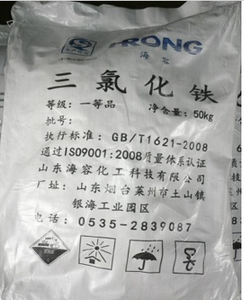 RONG
海容
三氯化铁
等级：一等品 净含量：50kg
批号：
执行标准：GB/T1621-2008
通过ISO9001:2008质量体系认证
山东海容化工科技有限公司
厂址：山东烟台莱州市土山镇
银海工业园区
电话：0535-2839087